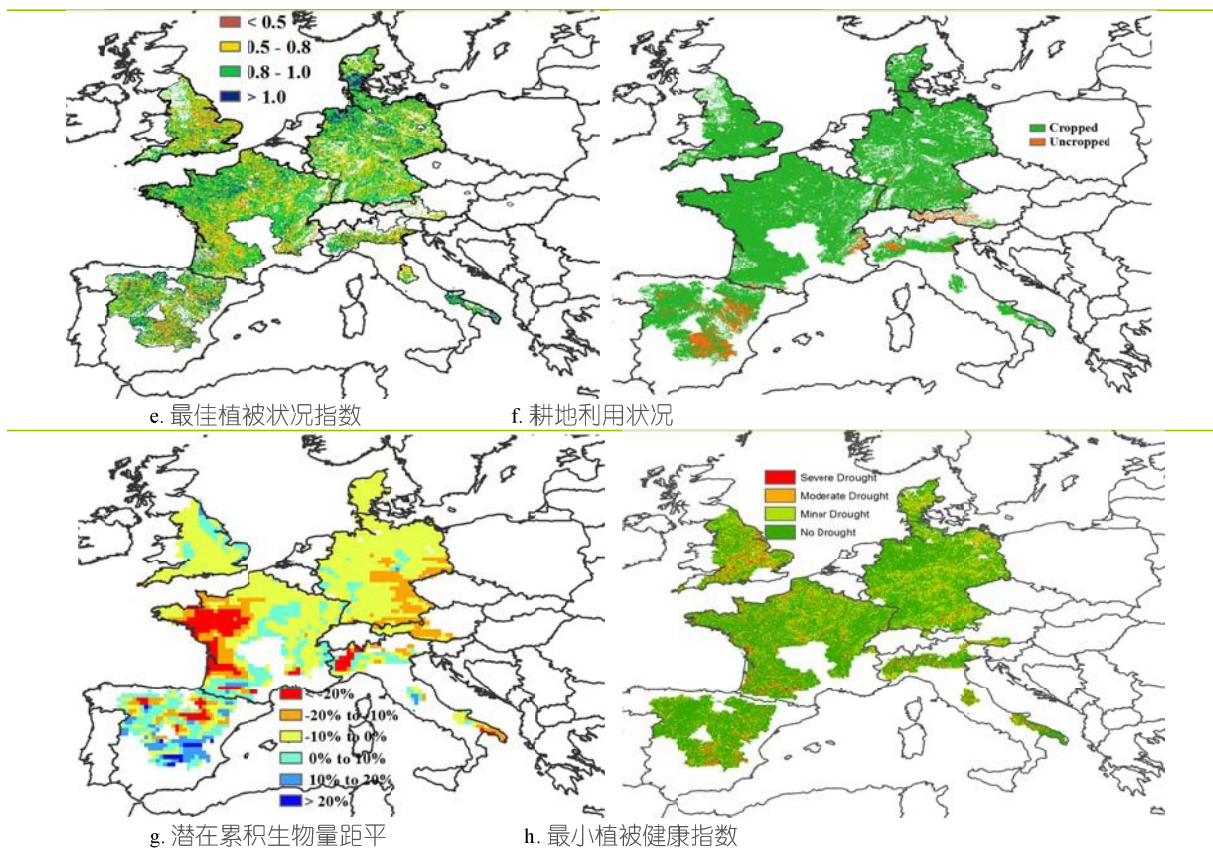 < 0.5
0.5 - 0.8
0.8 - 1.0
> 1.0
Cropped
Uncropped
e. 最佳植被状况指数
f. 耕地利用状况
Severe Drought
Moderate Drought
Minor Drought
No Drought
< -20%
-20% to -10%
-10% to 0%
0% to 10%
10% to 20%
> 20%
g. 潜在累积生物量距平
h. 最小植被健康指数